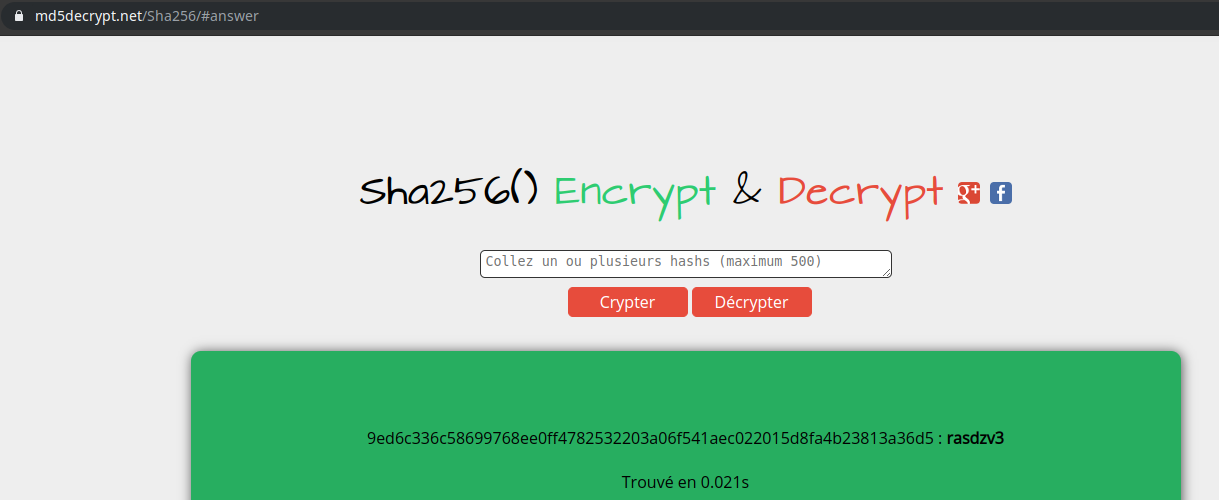 md5decrypt.net/Sha256/#answer
Sha256() Encrypt & Decrypt g+ f
Collez un ou plusieurs hashs (maximum 500)
Crypter Décrypter
9ed6c336c58699768ee0ff4782532203a06f541aec022015d8fa4b23813a36d5 : rasdzv3
Trouvé en 0.021s